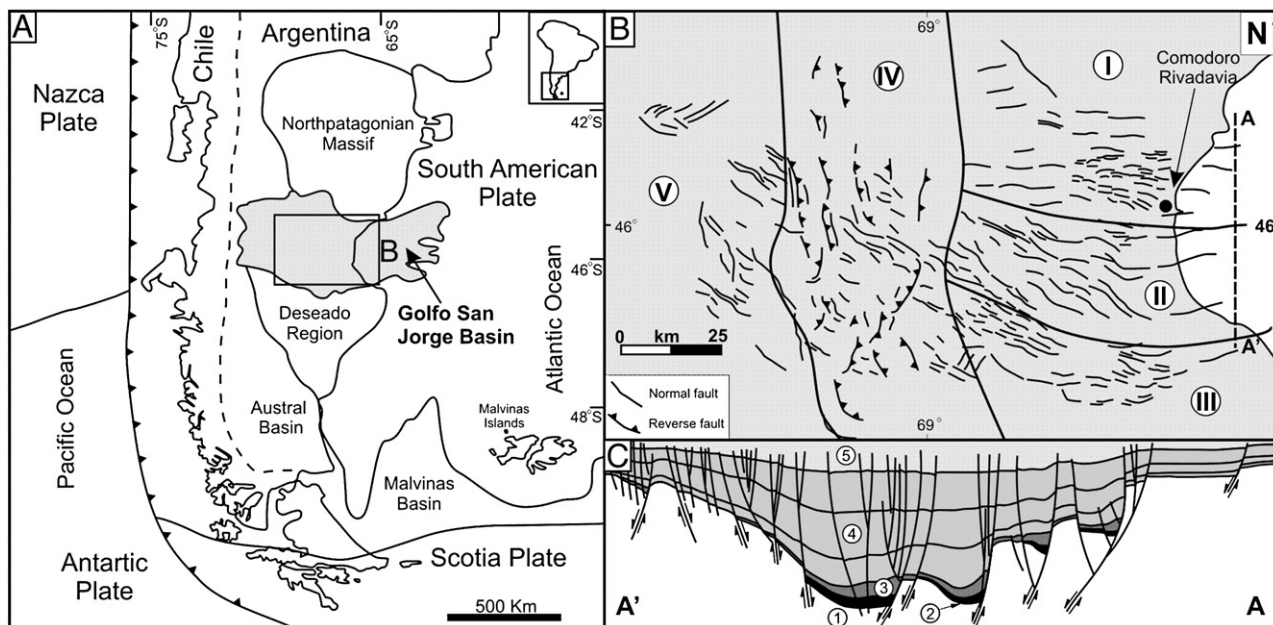 A
75°S
65°S
Argentina
Chile
Nazca
Plate
Northpatagonian
Massif
42°S
South American
Plate
B
46°S
Deseado
Region
Golfo San
Jorge Basin
Atlantic Ocean
Pacific Ocean
Austral
Basin
48°S
Malvinas
Islands
Malvinas
Basin
Antartic
Plate
Scotia Plate
500 Km
B
69°
N
I
Comodoro
Rivadavia
IV
A
V
46°
46
II
0 km 25
A'
III
Normal fault
Reverse fault
69°
C
5
4
3
1
2
A'
A